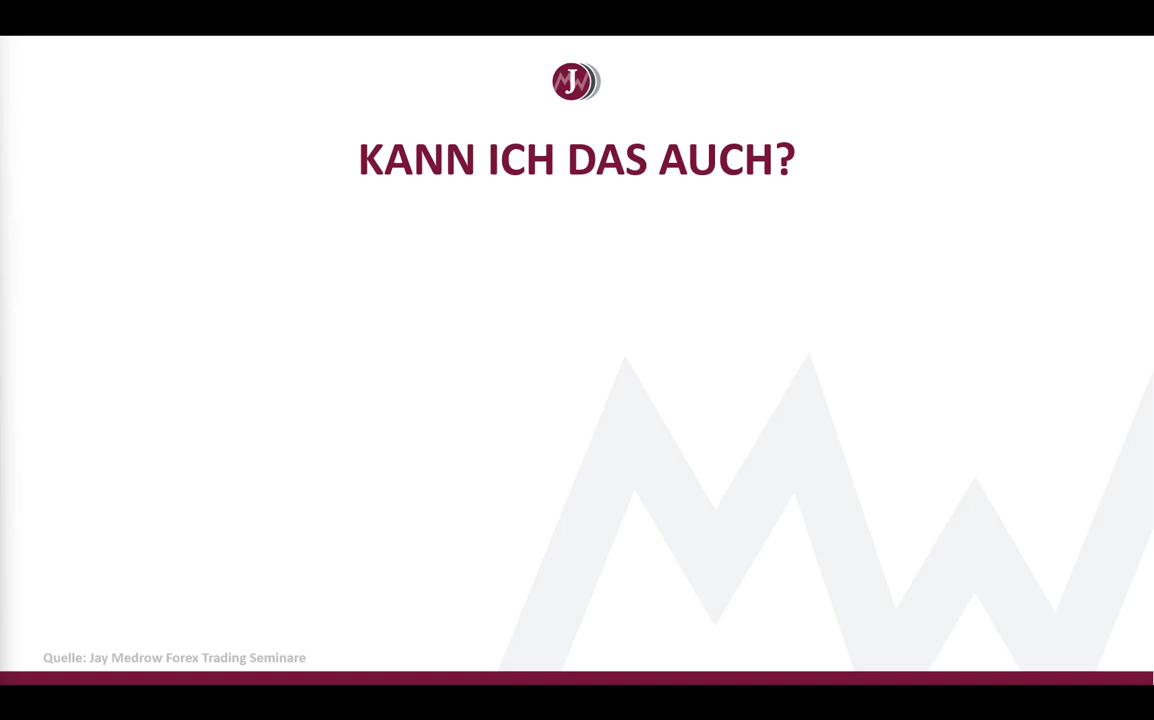 J
KANN ICH DAS AUCH?
Quelle: Jay Medrow Forex Trading Seminare